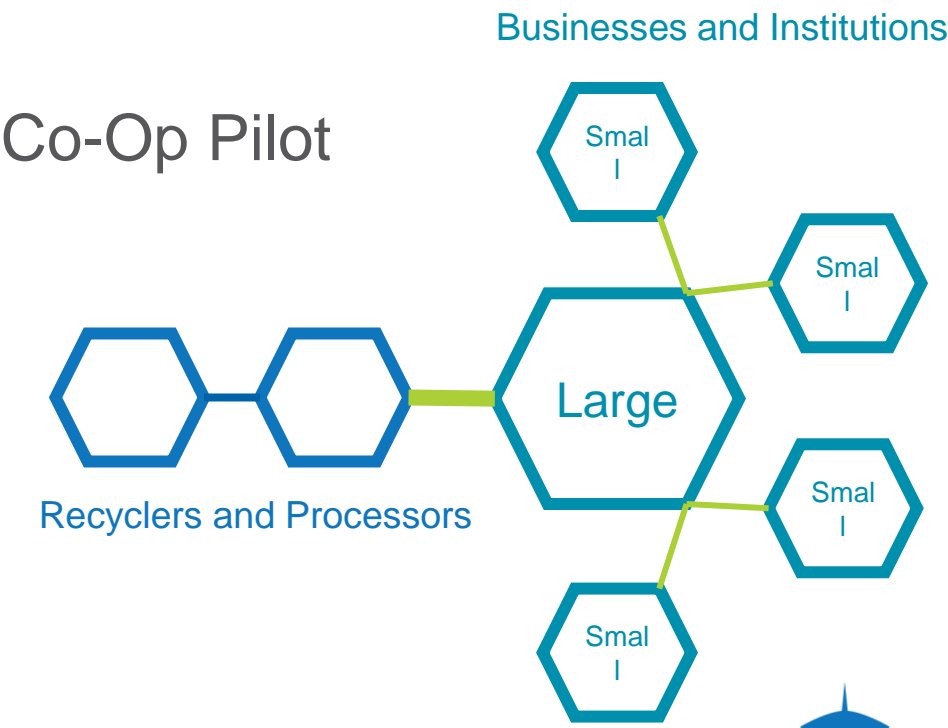 Businesses and Institutions
Co-Op Pilot
Smal
l
Smal
l
Large
Smal
l
Recyclers and Processors
Smal
l